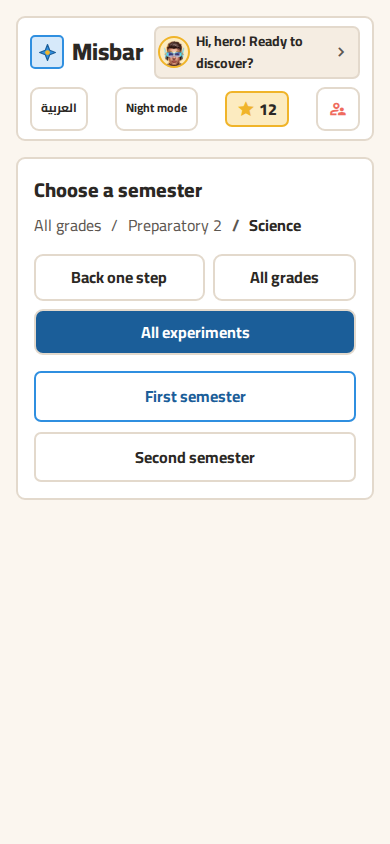 Misbar
Hi, hero! Ready to
discover?
العربية
Night mode
12
Choose a semester
All grades / Preparatory 2 / Science
Back one step
All grades
All experiments
First semester
Second semester